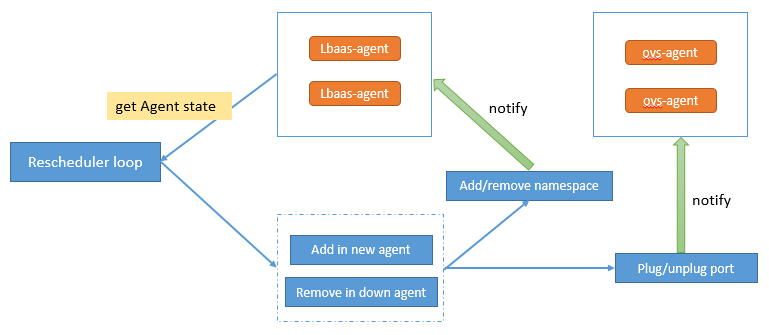 Lbaas-agent
Lbaas-agent
ovs-agent
ovs-agent
get Agent state
notify
Rescheduler loop
Add/remove namespace
notify
Add in new agent
Remove in down agent
Plug/unplug port